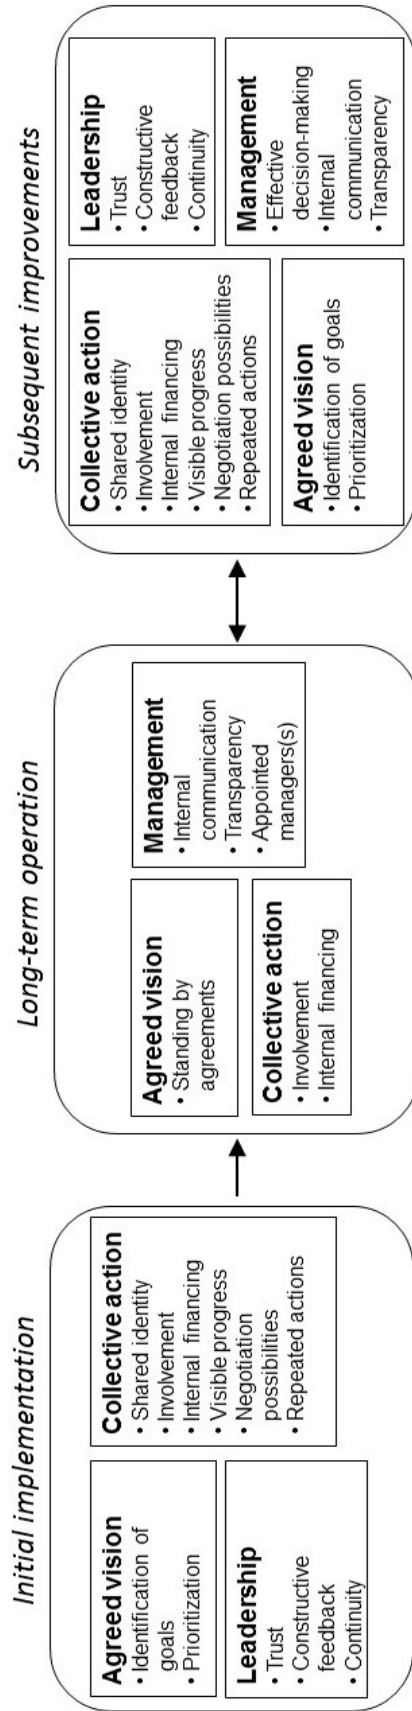 Initial implementation
Agreed vision
• Identification of
goals
• Prioritization
Leadership
• Trust
• Constructive
feedback
• Continuity
Collective action
• Shared identity
• Involvement
• Internal financing
• Visible progress
• Negotiation
possibilities
• Repeated actions
Long-term operation
Agreed vision
• Standing by
agreements
Collective action
• Involvement
• Internal financing
Management
• Internal
communication
• Transparency
• Appointed
managers(s)
Subsequent improvements
Collective action
• Shared identity
• Involvement
• Internal financing
• Visible progress
• Negotiation possibilities
• Repeated actions
Agreed vision
• Identification of goals
• Prioritization
Leadership
• Trust
• Constructive
feedback
• Continuity
Management
• Effective
decision-making
• Internal
communication
• Transparency